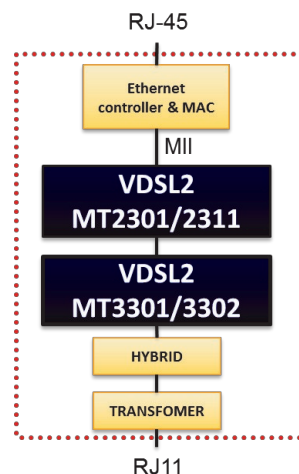 RJ-45
Ethernet
controller & MAC
MII
VDSL2
MT2301/2311
VDSL2
MT3301/3302
HYBRID
TRANSFOMER
RJ11